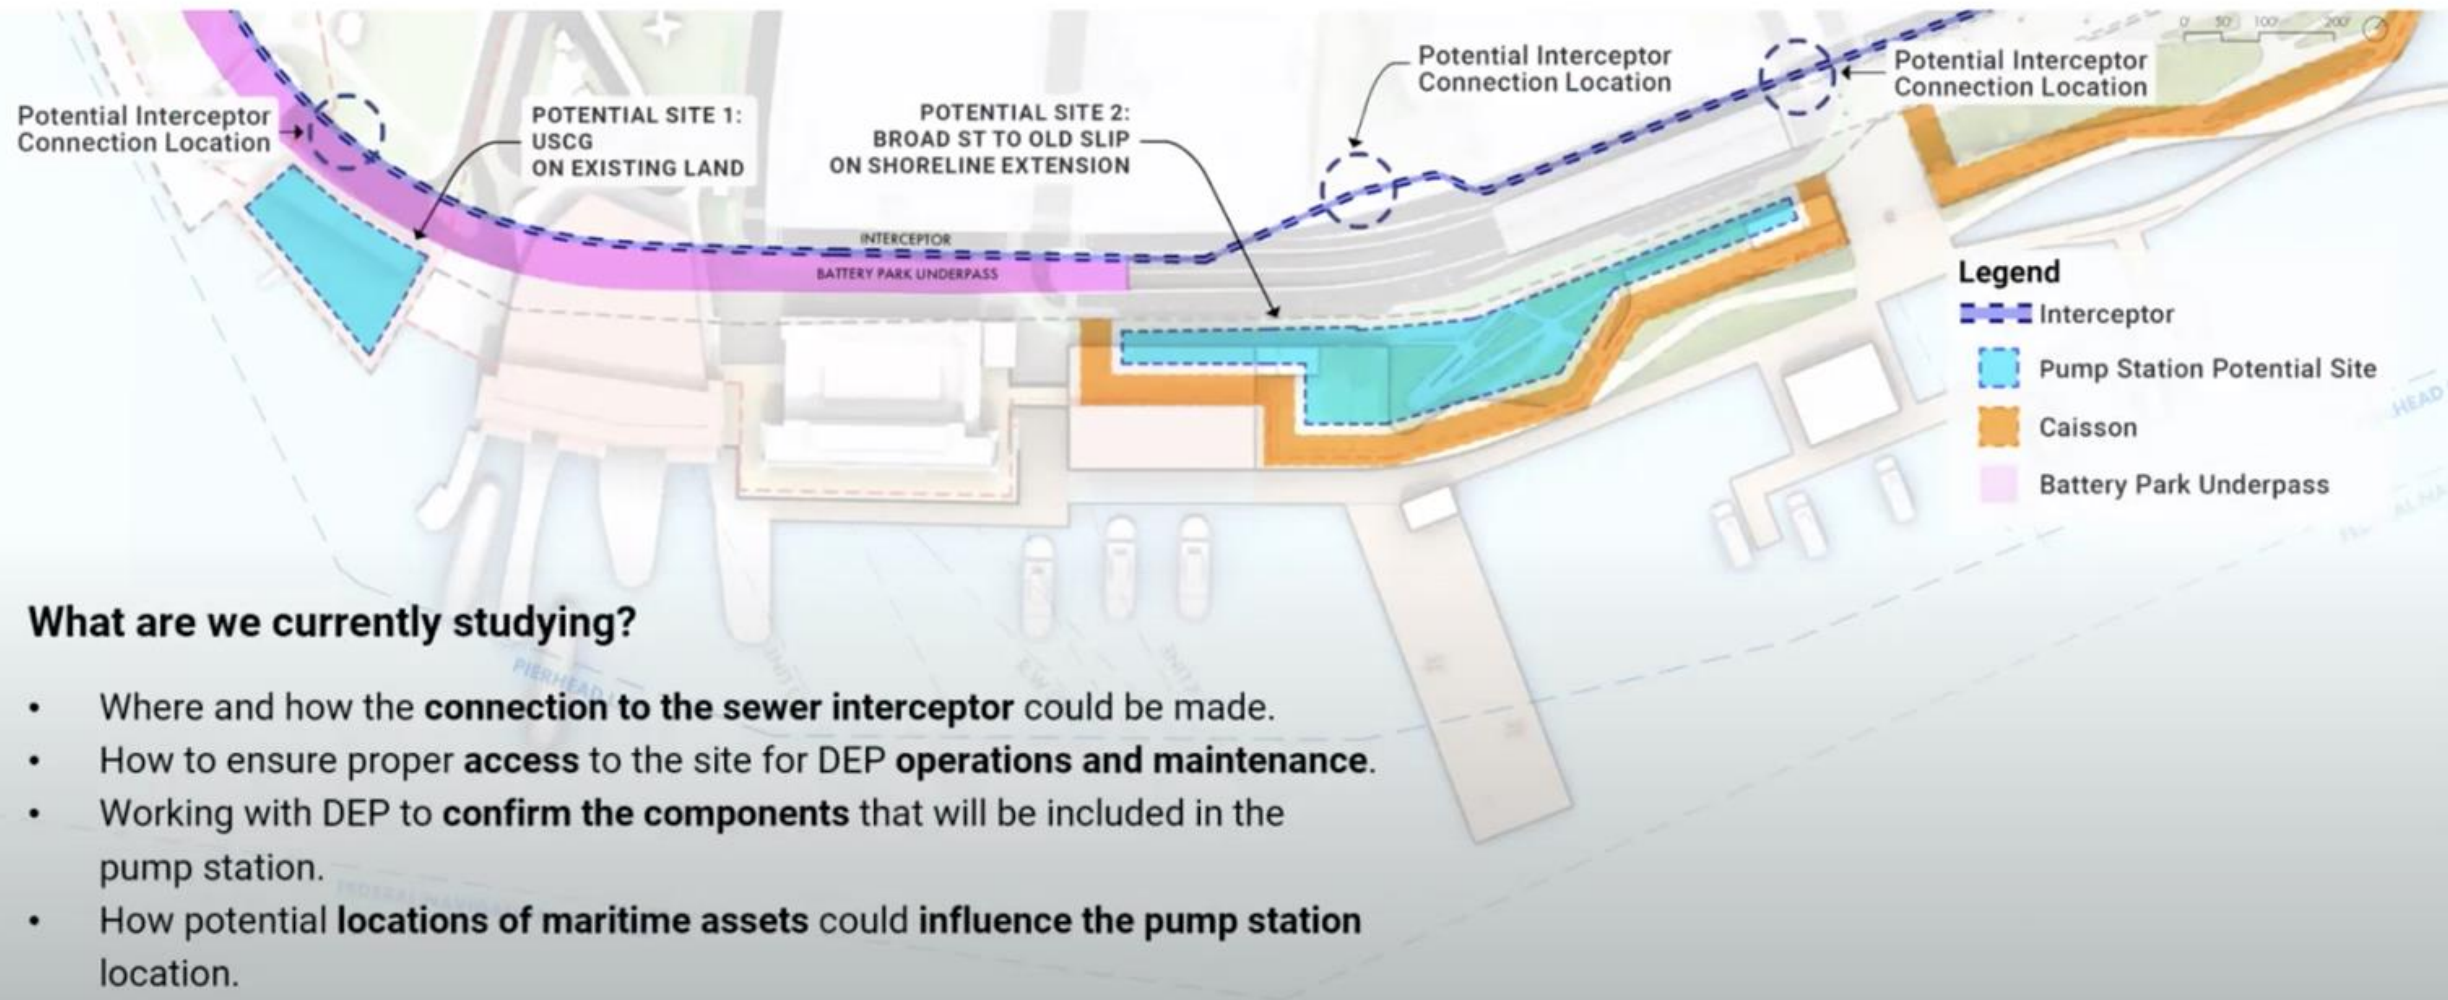 0' 50' 100' 200'
Potential Interceptor
Connection Location
POTENTIAL SITE 1:
USCG
ON EXISTING LAND
POTENTIAL SITE 2:
BROAD ST TO OLD SLIP
ON SHORELINE EXTENSION
Potential Interceptor
Connection Location
Potential Interceptor
Connection Location
INTERCEPTOR
BATTERY PARK UNDERPASS
Legend
Interceptor
Pump Station Potential Site
Caisson
Battery Park Underpass
What are we currently studying?
PIERHEAD
• Where and how the connection to the sewer interceptor could be made.
• How to ensure proper access to the site for DEP operations and maintenance.
• Working with DEP to confirm the components that will be included in the
pump station.
• How potential locations of maritime assets could influence the pump station
location.